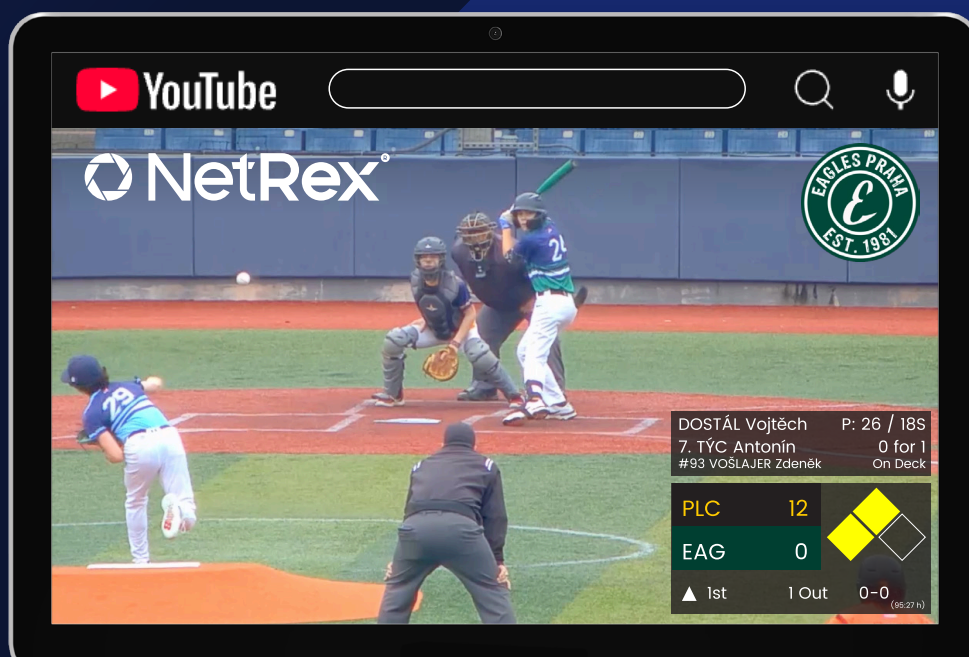 YouTube
NetRex®
EAGLES PRAHA
E
EST. 1981
24
29
DOSTÁL Vojtěch P: 26 / 18S
7. TÝC Antonín 0 for 1
#93 VOŠLAJER Zdeněk On Deck
PLC 12
EAG 0
▲ 1st 1 Out 0-0
(95:27 h)